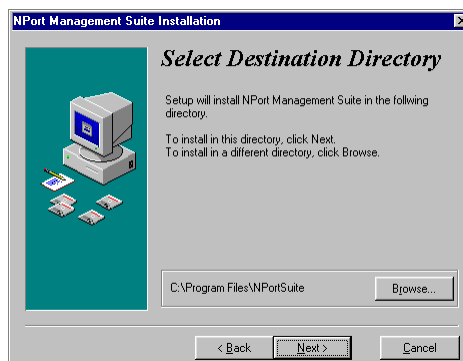 NPort Management Suite Installation
Select Destination Directory
Setup will install NPort Management Suite in the follwing
directory.
To install in this directory, click Next.
To install in a different directory, click Browse.
C:\Program Files\NPortSuite
Browse...
< Back
Next >
Cancel